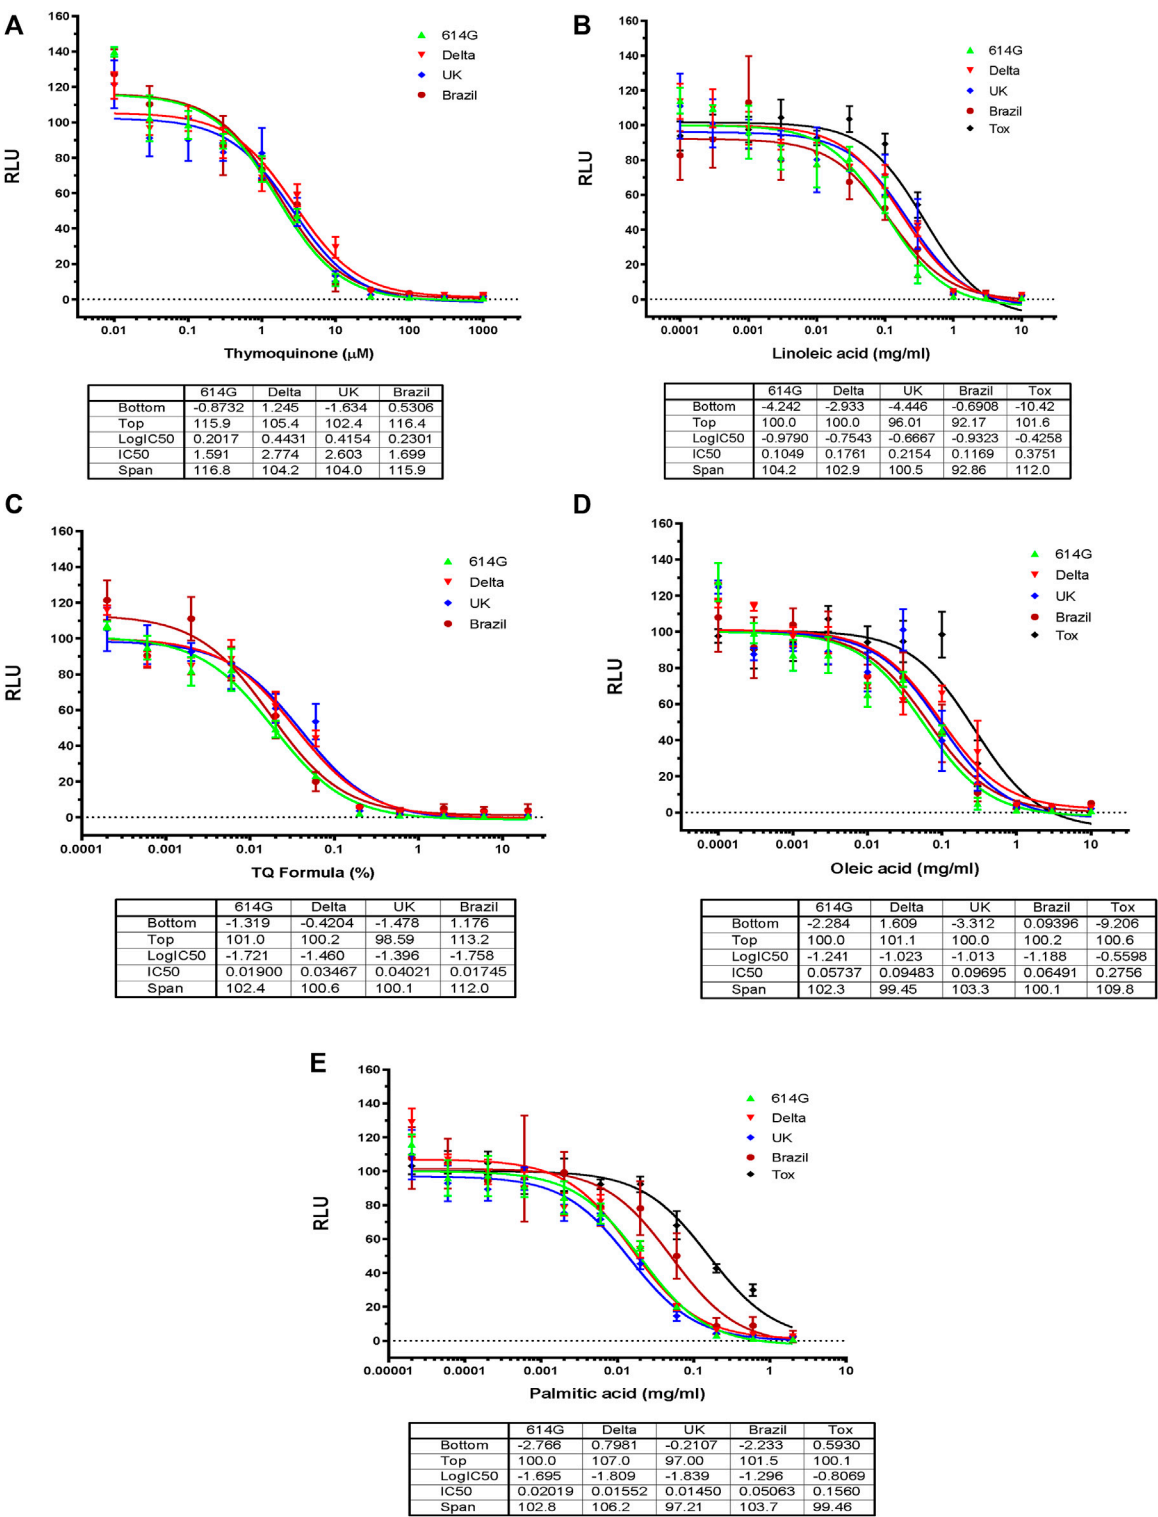 A
160
140
120
100
80
60
40
20
0
RLU
614G
Delta
UK
Brazil
0.01 0.1 1 10 100 1000
Thymoquinone (µM)
614G Delta UK Brazil
Bottom -0.8732 1.245 -1.634 0.5306
Top 115.9 105.4 102.4 116.4
LogIC50 0.2017 0.4431 0.4154 0.2301
IC50 1.591 2.774 2.603 1.699
Span 116.8 104.2 104.0 115.9
B
160
140
120
100
80
60
40
20
0
RLU
614G
Delta
UK
Brazil
Tox
0.0001 0.001 0.01 0.1 1 10
Linoleic acid (mg/ml)
614G Delta UK Brazil Tox
Bottom -4.242 -2.933 -4.446 -0.6908 -10.42
Top 100.0 100.0 96.01 92.17 101.6
LogIC50 -0.9790 -0.7543 -0.6667 -0.9323 -0.4258
IC50 0.1049 0.1761 0.2154 0.1169 0.3751
Span 104.2 102.9 100.5 92.86 112.0
C
160
140
120
100
80
60
40
20
0
RLU
614G
Delta
UK
Brazil
0.0001 0.001 0.01 0.1 1 10
TQ Formula (%)
614G Delta UK Brazil
Bottom -1.319 -0.4204 -1.478 1.176
Top 101.0 100.2 98.59 113.2
LogIC50 -1.721 -1.460 -1.396 -1.758
IC50 0.01900 0.03467 0.04021 0.01745
Span 102.4 100.6 100.1 112.0
D
160
140
120
100
80
60
40
20
0
RLU
614G
Delta
UK
Brazil
Tox
0.0001 0.001 0.01 0.1 1 10
Oleic acid (mg/ml)
614G Delta UK Brazil Tox
Bottom -2.284 1.609 -3.312 0.09396 -9.206
Top 100.0 101.1 100.0 100.2 100.6
LogIC50 -1.241 -1.023 -1.013 -1.188 -0.5598
IC50 0.05737 0.09483 0.09695 0.06491 0.2756
Span 102.3 99.45 103.3 100.1 109.8
E
160
140
120
100
80
60
40
20
0
RLU
614G
Delta
UK
Brazil
Tox
0.00001 0.0001 0.001 0.01 0.1 1 10
Palmitic acid (mg/ml)
614G Delta UK Brazil Tox
Bottom -2.766 0.7981 -0.2107 -2.233 0.5930
Top 100.0 107.0 97.00 101.5 100.1
LogIC50 -1.695 -1.809 -1.839 -1.296 -0.8069
IC50 0.02019 0.01552 0.01450 0.05063 0.1560
Span 102.8 106.2 97.21 103.7 99.46